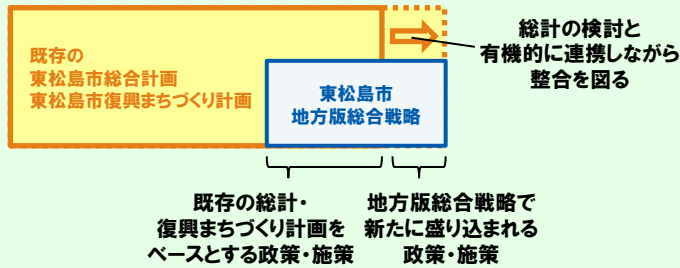 既存の
東松島市総合計画
東松島市復興まちづくり計画
東松島市
地方版総合戦略
総計の検討と
有機的に連携しながら
整合を図る
既存の総計・
復興まちづくり計画を
ベースとする政策・施策
地方版総合戦略で
新たに盛り込まれる
政策・施策